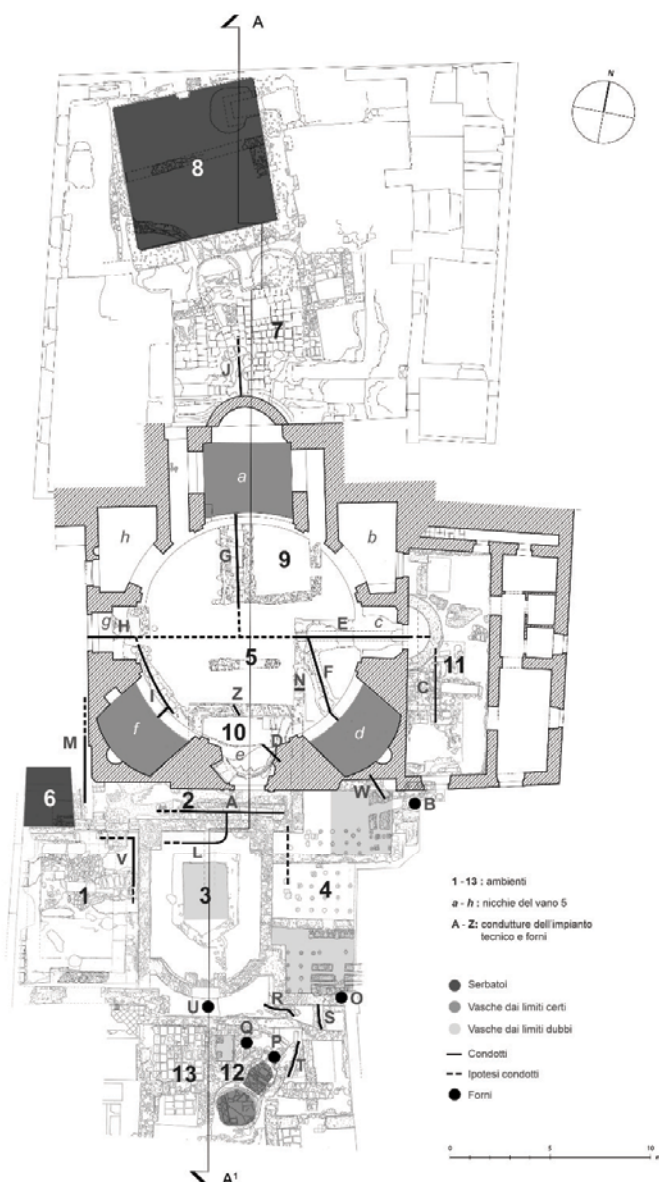 A
N
8
7
J
a
h
b
G
9
g
H
E
c
5
11
I
F
C
N
Z
M
10
D
f
e
d
6
2
A
W
B
V
L
1
3
4
1 - 13 : ambienti
a - h : nicchie del vano 5
A - Z: condutture dell'impianto
tecnico e forni
Serbatoi
Vasche dai limiti certi
Vasche dai limiti dubbi
Condotti
Ipotesi condotti
Forni
U
R
O
S
Q
P
T
13
12
0
10
A¹